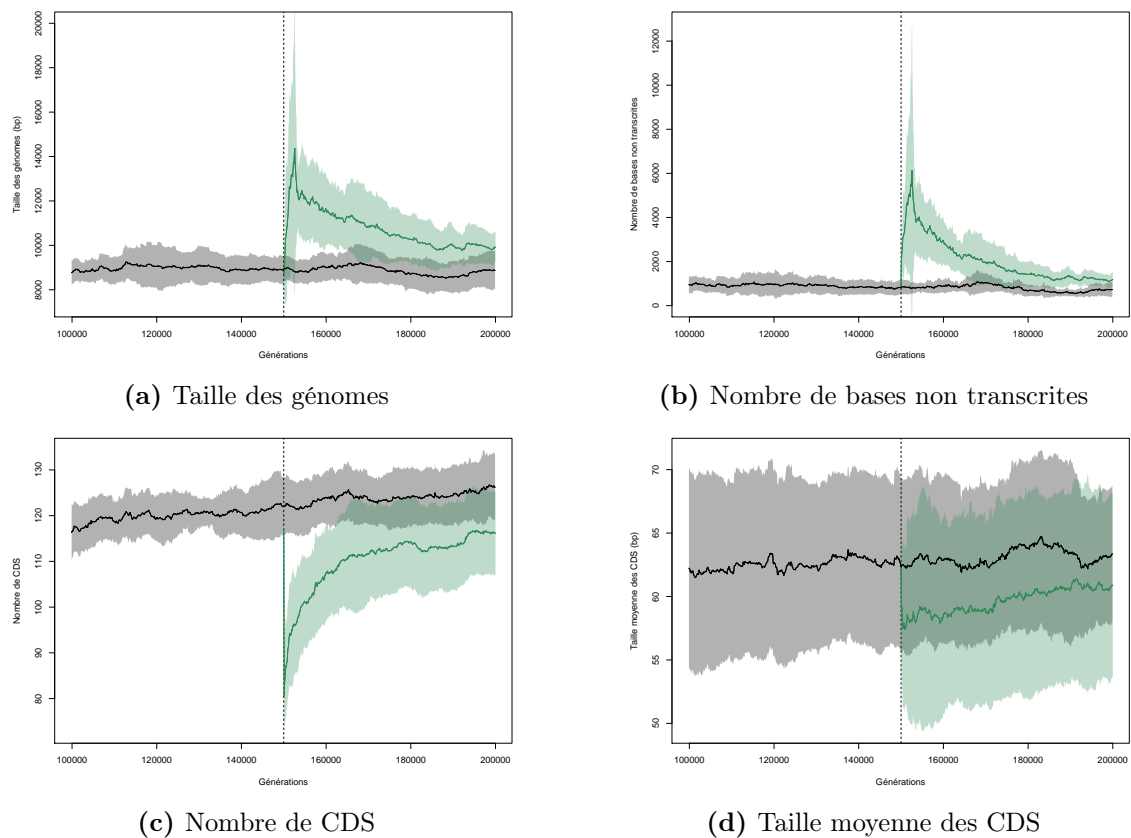 Taille des génomes (bp)
8000 10000 12000 14000 16000 18000 20000
100000 120000 140000 160000 180000 200000
Générations
(a) Taille des génomes
Nombre de bases non transcrites
0 2000 4000 6000 8000 10000 12000
100000 120000 140000 160000 180000 200000
Générations
(b) Nombre de bases non transcrites
Nombre de CDS
80 90 100 110 120 130
100000 120000 140000 160000 180000 200000
Générations
(c) Nombre de CDS
Taille moyenne des CDS (bp)
50 55 60 65 70
100000 120000 140000 160000 180000 200000
Générations
(d) Taille moyenne des CDS